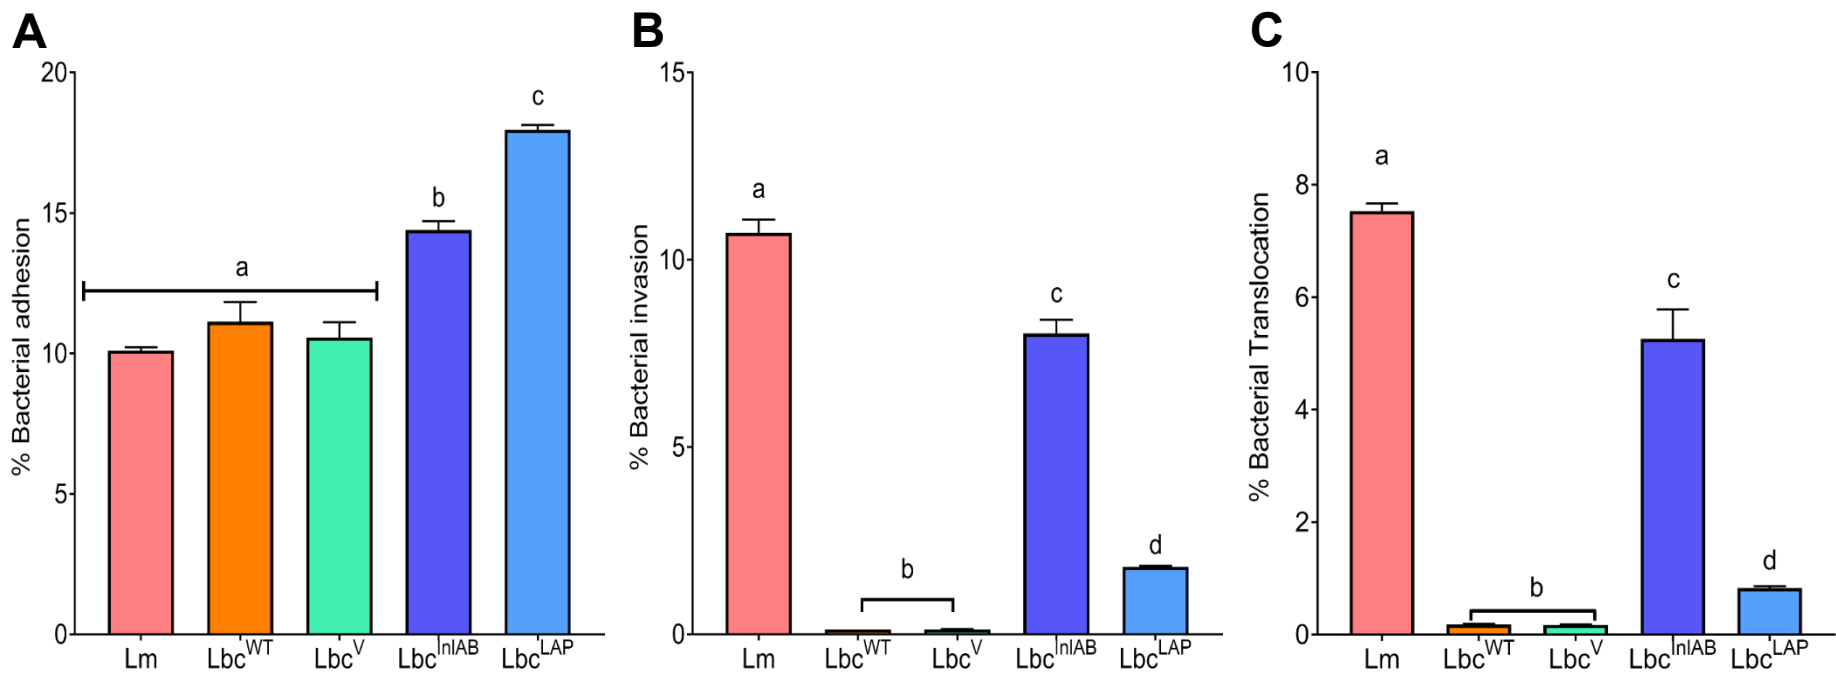 A
% Bacterial adhesion
20
15
10
5
0
a
b
c
Lm
Lbc^WT
Lbc^V
Lbc^InlAB
Lbc^LAP
B
% Bacterial invasion
15
10
5
0
a
b
c
d
Lm
Lbc^WT
Lbc^V
Lbc^InlAB
Lbc^LAP
C
% Bacterial Translocation
10
8
6
4
2
0
a
b
c
d
Lm
Lbc^WT
Lbc^V
Lbc^InlAB
Lbc^LAP